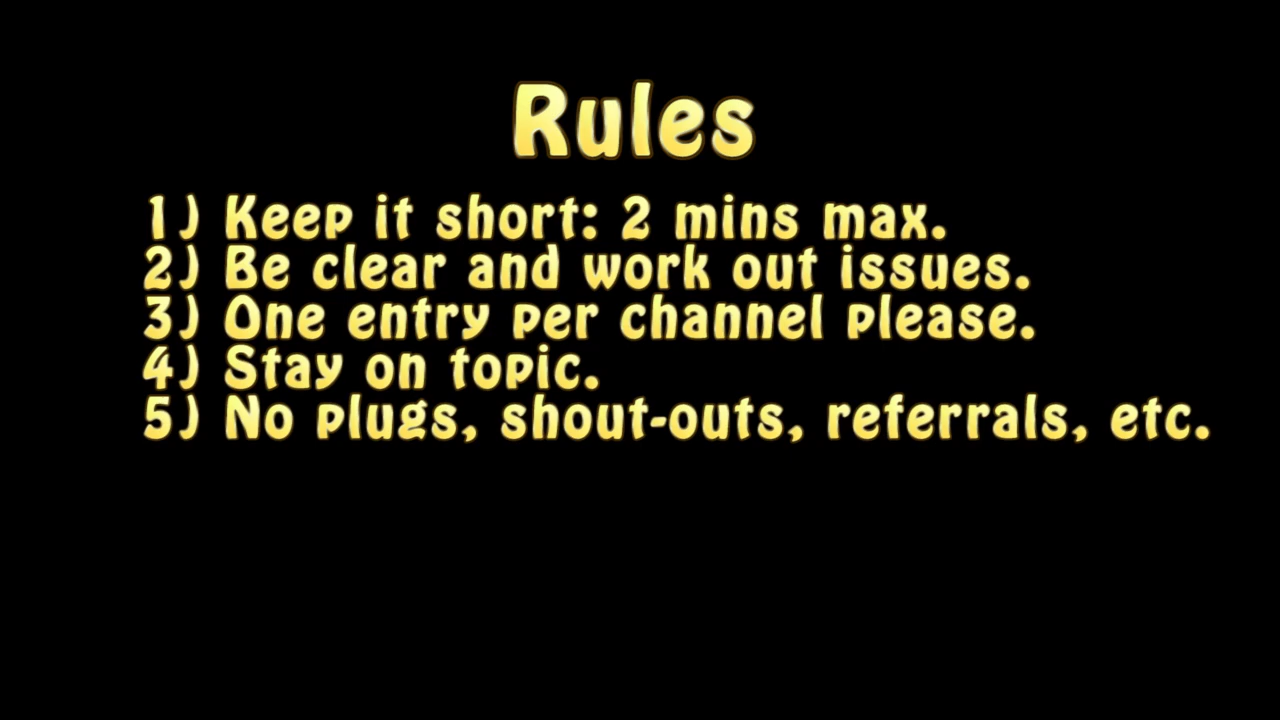 Rules
1) Keep it short: 2 mins max.
2) Be clear and work out issues.
3) One entry per channel please.
4) Stay on topic.
5) No plugs, shout-outs, referrals, etc.